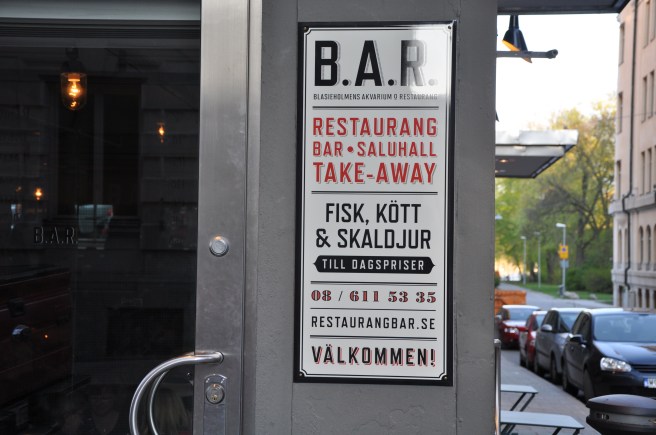 B.A.R.
BLASIEHOLMENS AKVARIUM O RESTAURANG
RESTAURANG
BAR • SALUHALL
TAKE-AWAY
FISK, KÖTT
& SKALDJUR
TILL DAGSPRISER
08 / 611 53 35
RESTAURANGBAR.SE
VÄLKOMMEN!
B.A.R.